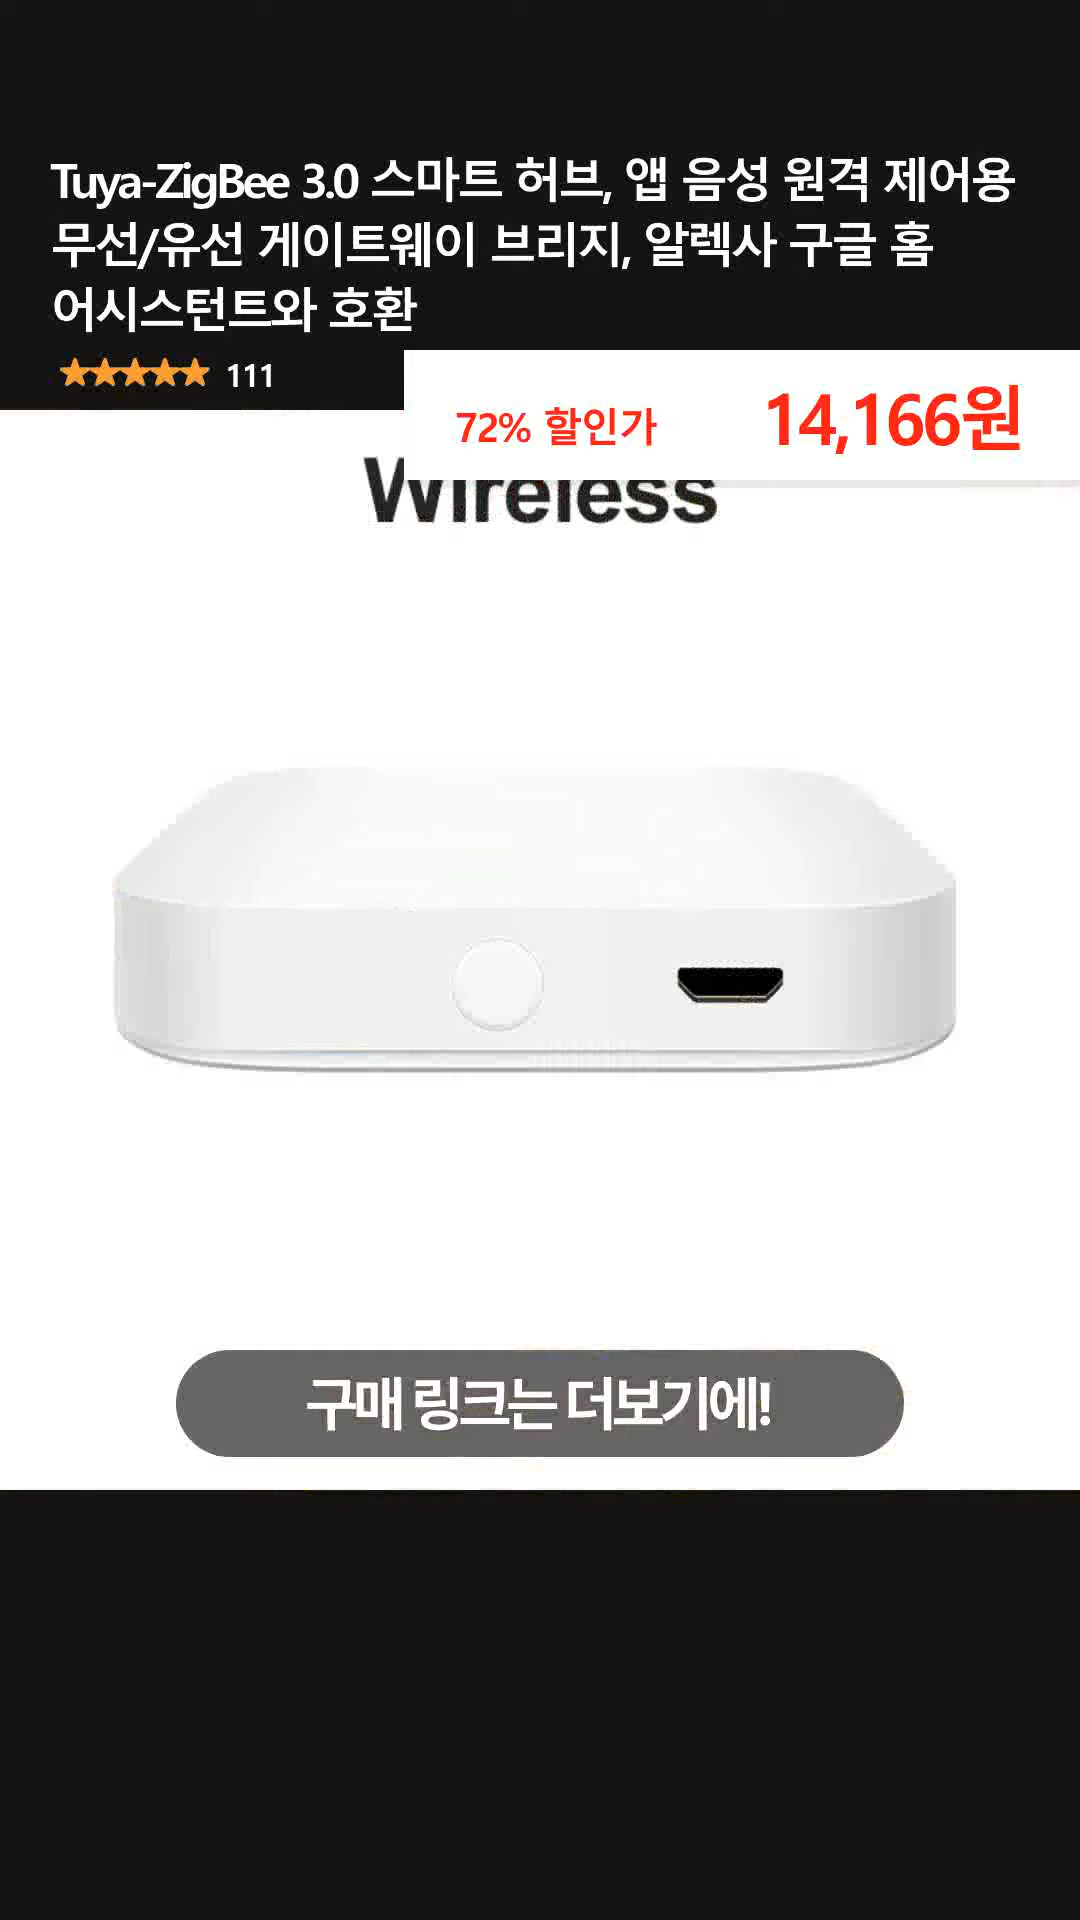 Tuya-ZigBee 3.0 스마트 허브, 앱 음성 원격 제어용
무선/유선 게이트웨이 브리지, 알렉사 구글 홈
어시스턴트와 호환
111
72% 할인가 14,166원
Wireless
구매 링크는 더보기에!